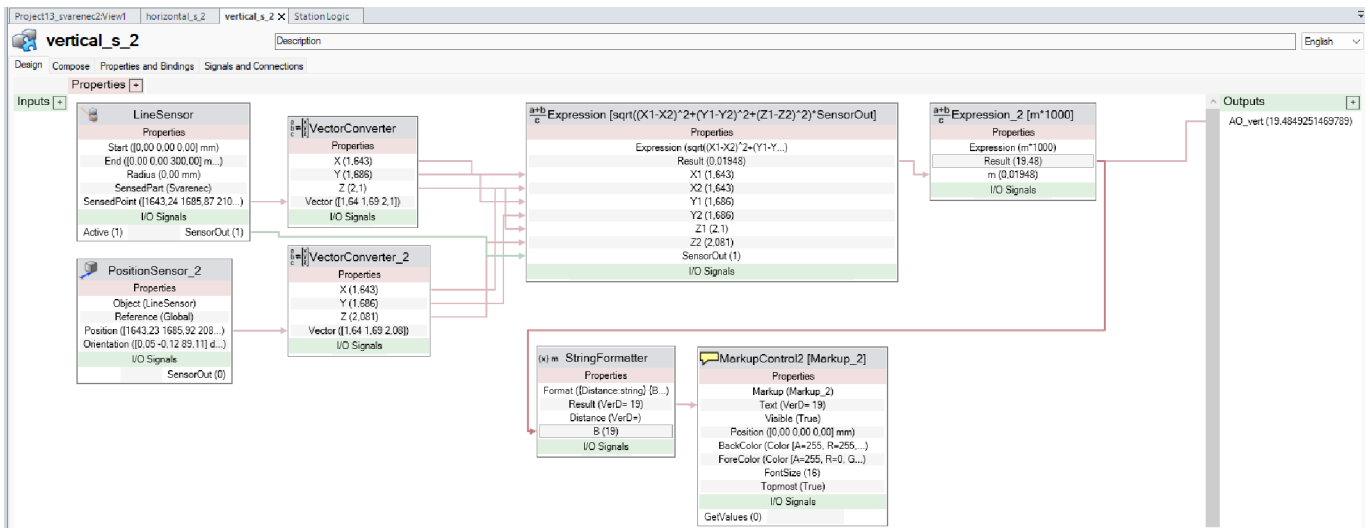 Project13_svarenec2:View1 horizontal_s_2 vertical_s_2 X Station Logic
vertical_s_2
Description
English
Design Compose Properties and Bindings Signals and Connections
Properties +
Inputs +
LineSensor
Properties
Start ([0,00 0,00 0,00] mm)
End ([0,00 0,00 300,00] m...)
Radius (0,00 mm)
SensedPart (Svarenec)
SensedPoint ([1643,24 1685,87 210...)
I/O Signals
Active (1) SensorOut (1)
PositionSensor_2
Properties
Object (LineSensor)
Reference (Global)
Position ([1643,23 1685,92 208...)
Orientation ([0,05 -0,12 89,11] d...)
I/O Signals
SensorOut (0)
VectorConverter
Properties
X (1,643)
Y (1,686)
Z (2,1)
Vector ([1,64 1,69 2,1])
I/O Signals
VectorConverter_2
Properties
X (1,643)
Y (1,686)
Z (2,081)
Vector ([1,64 1,69 2,08])
I/O Signals
a+b
c
Expression [sqrt((X1-X2)^2+(Y1-Y2)^2+(Z1-Z2)^2)*SensorOut]
Properties
Expression (sqrt((X1-X2)^2+(Y1-Y...)
Result (0,01948)
X1 (1,643)
X2 (1,643)
Y1 (1,686)
Y2 (1,686)
Z1 (2,1)
Z2 (2,081)
SensorOut (1)
I/O Signals
a+b
c
Expression_2 [m*1000]
Properties
Expression (m*1000)
Result (19,48)
m (0,01948)
I/O Signals
{x} m StringFormatter
Properties
Format ({Distance:string} {B...)
Result (VerD= 19)
Distance (VerD=)
B (19)
I/O Signals
MarkupControl2 [Markup_2]
Properties
Markup (Markup_2)
Text (VerD= 19)
Visible (True)
Position ([0,00 0,00 0,00] mm)
BackColor (Color [A=255, R=255,...)
ForeColor (Color [A=255, R=0, G...)
FontSize (16)
Topmost (True)
I/O Signals
GetValues (0)
Outputs +
AO_vert (19.4849251469789)